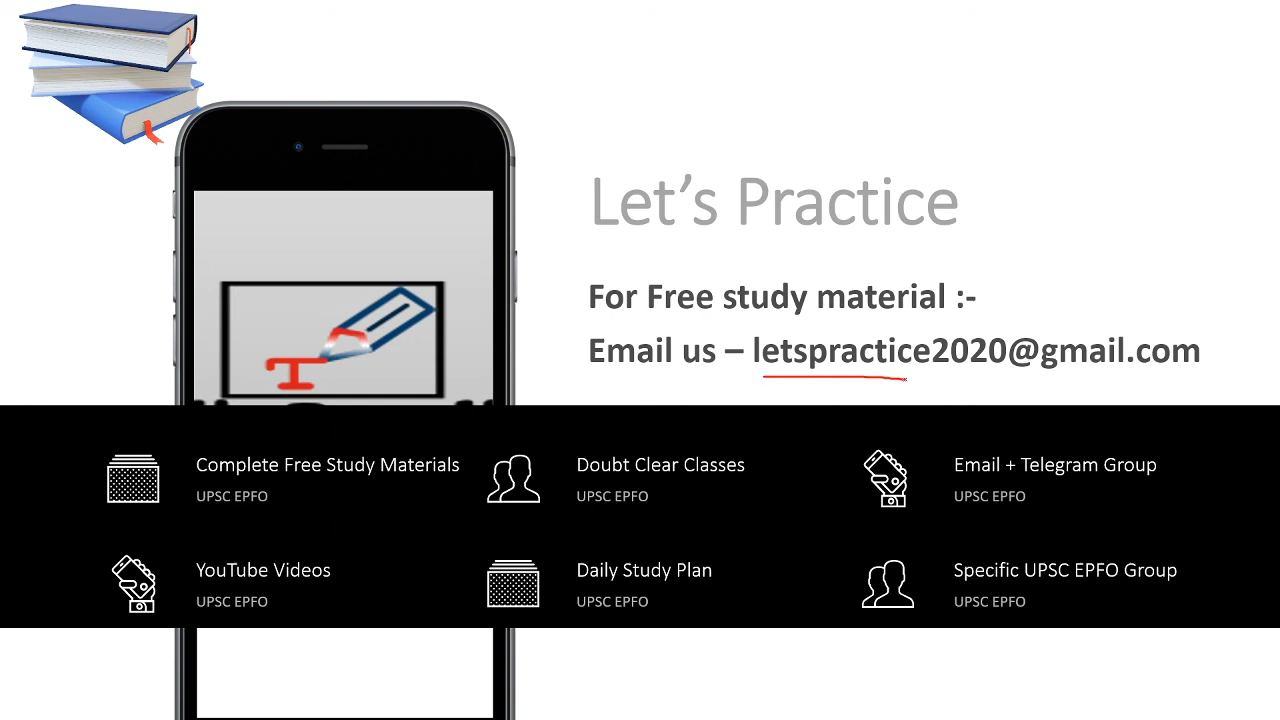 Let's Practice
For Free study material :-
Email us – letspractice2020@gmail.com
Complete Free Study Materials
UPSC EPFO
Doubt Clear Classes
UPSC EPFO
Email + Telegram Group
UPSC EPFO
YouTube Videos
UPSC EPFO
Daily Study Plan
UPSC EPFO
Specific UPSC EPFO Group
UPSC EPFO